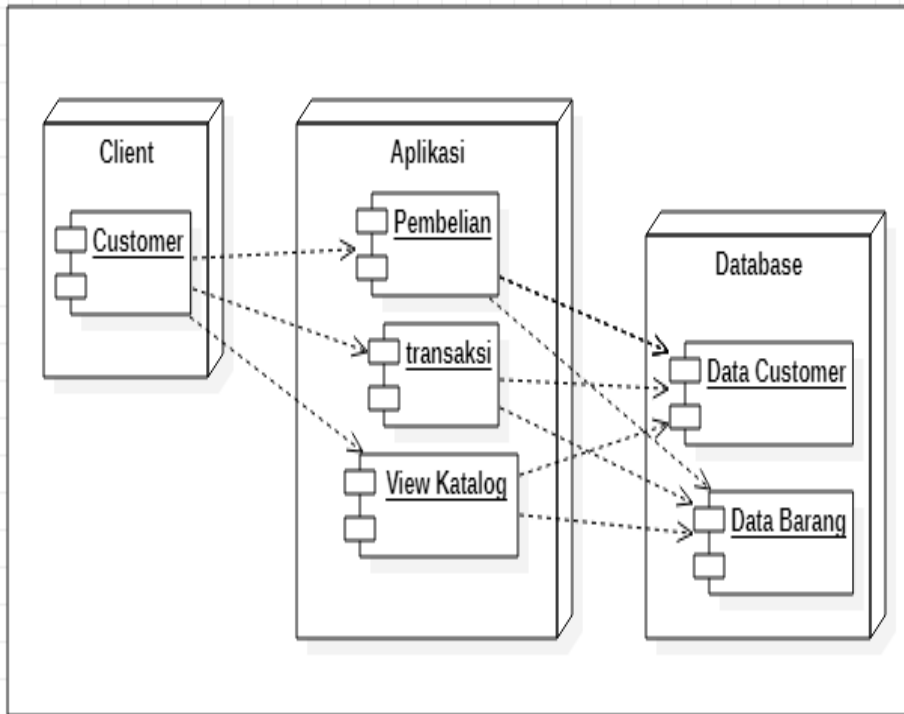 Client
Customer
Aplikasi
Pembelian
transaksi
View Katalog
Database
Data Customer
Data Barang